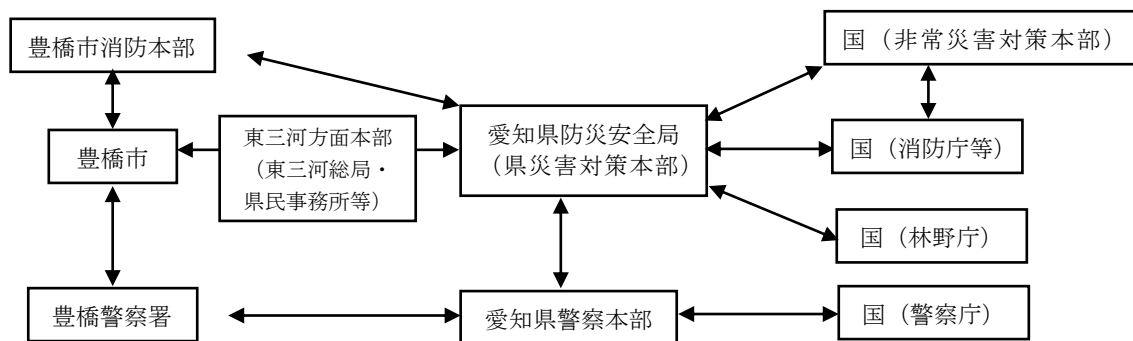 豊橋市消防本部
国（非常災害対策本部）
豊橋市
東三河方面本部
（東三河総局・
県民事務所等）
愛知県防災安全局
（県災害対策本部）
国（消防庁等）
国（林野庁）
豊橋警察署
愛知県警察本部
国（警察庁）